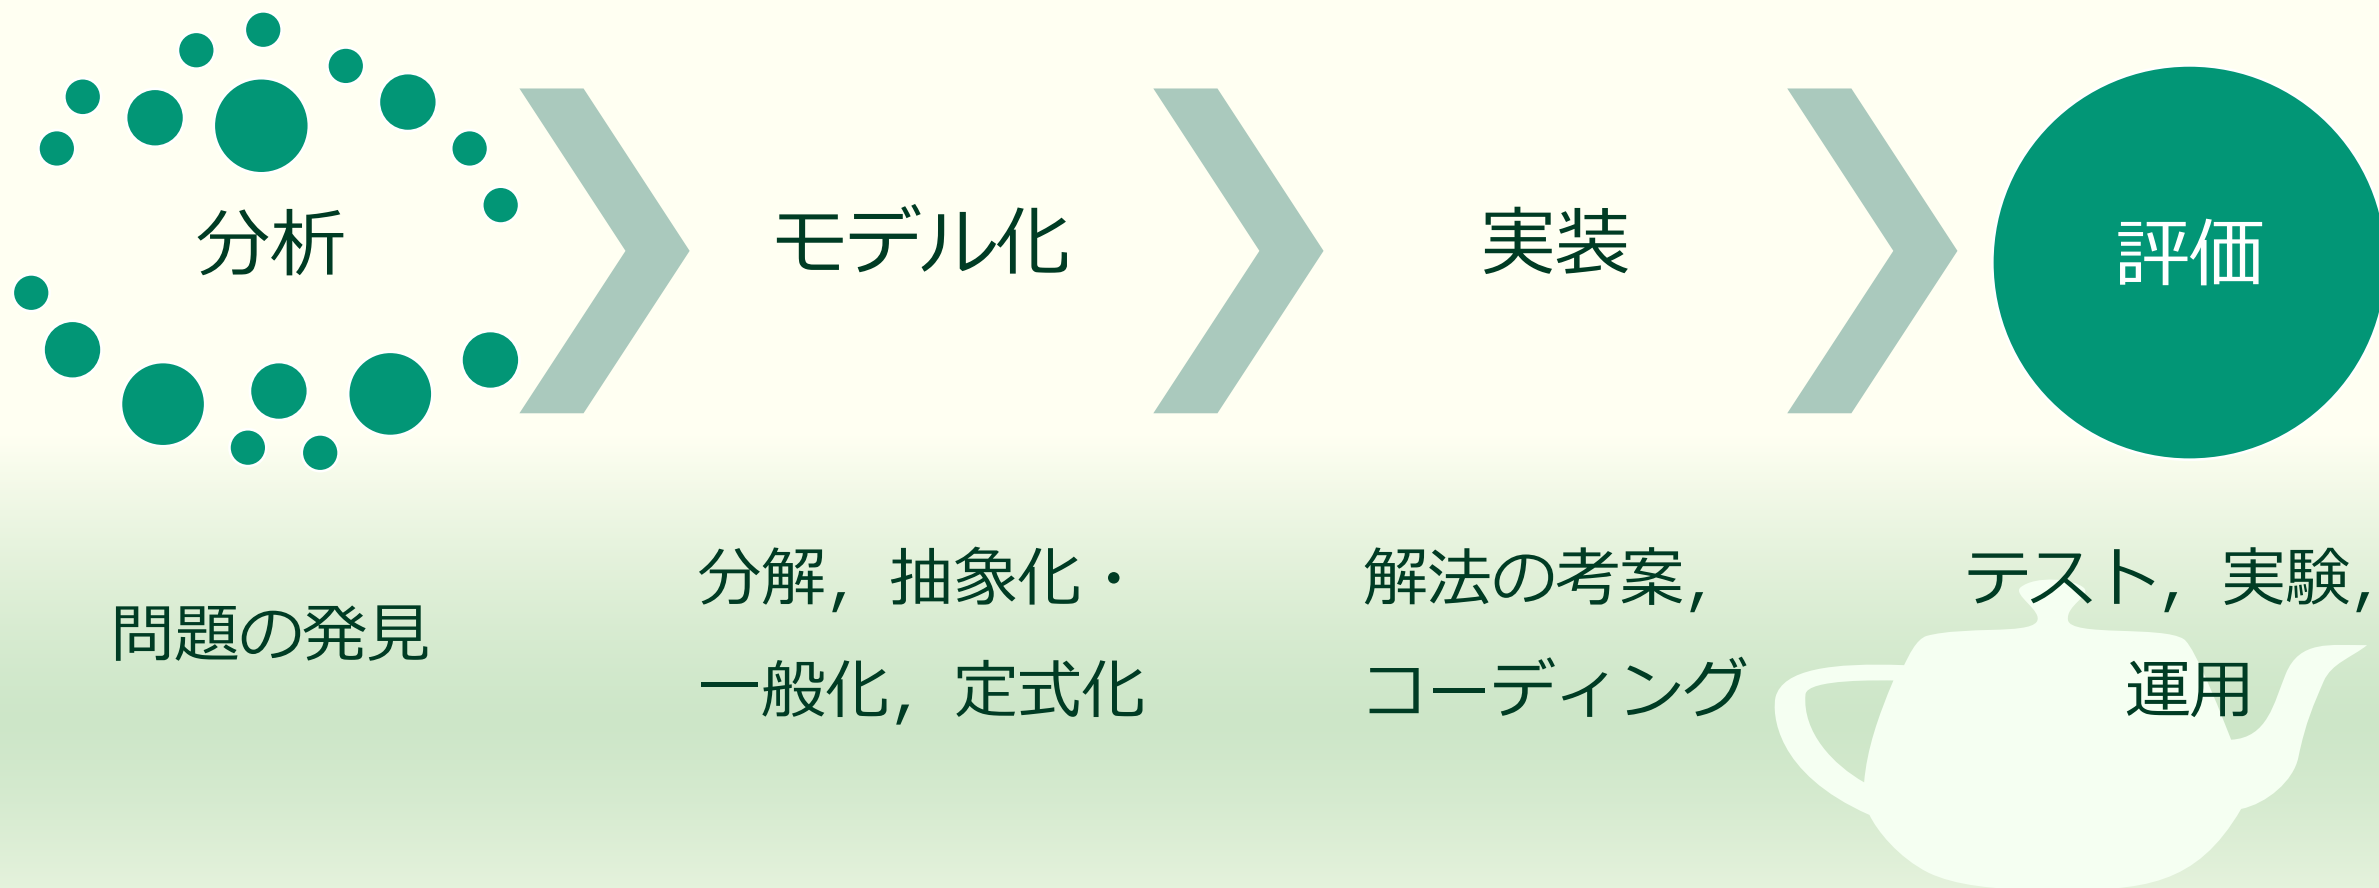 分析
モデル化
実装
評価
問題の発見
分解，抽象化・
一般化，定式化
解法の考案，
コーディング
テスト，実験，
運用